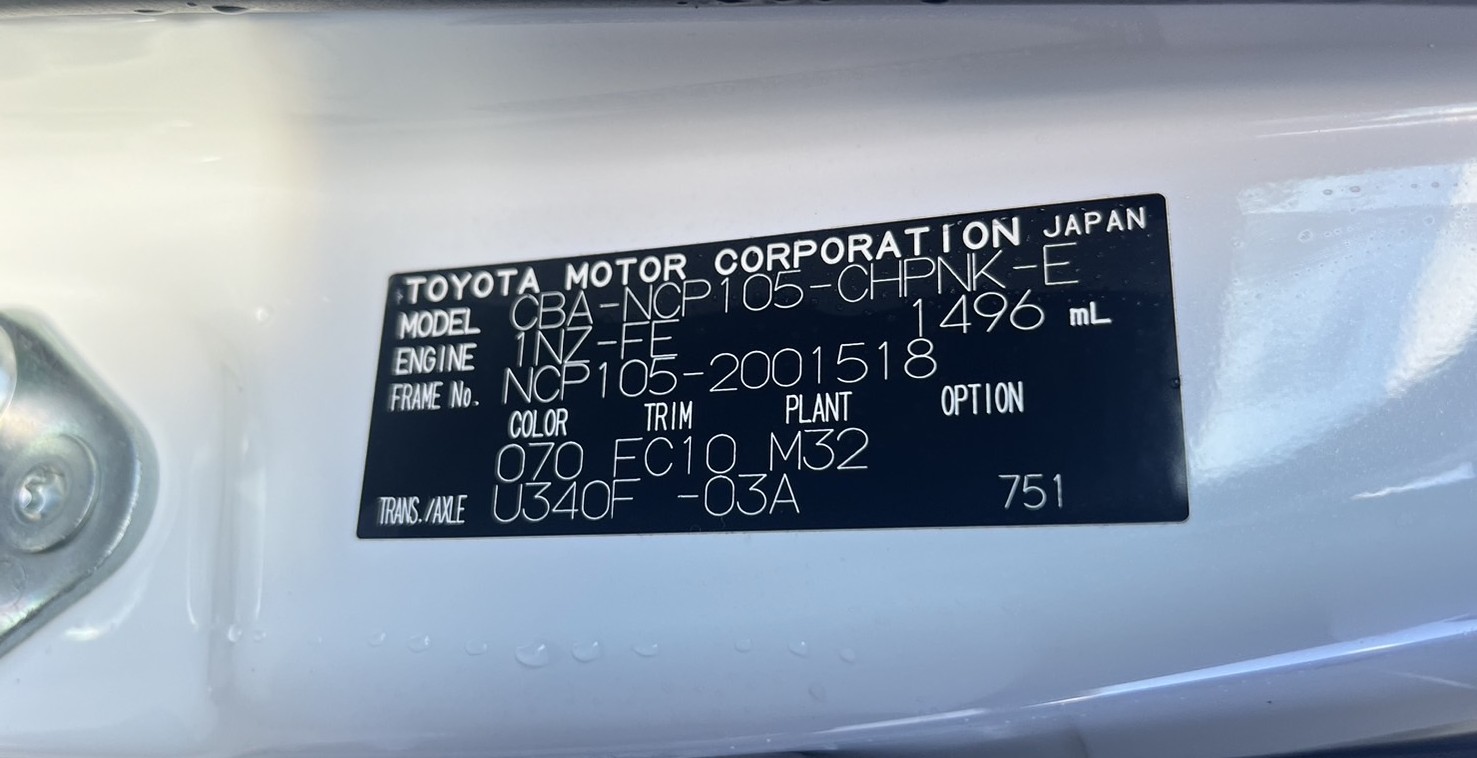 TOYOTA MOTOR CORPORATION JAPAN
MODEL CBA-NCP105-CHPNK-E
ENGINE 1NZ-FE 1496 mL
FRAME No. NCP105-2001518
COLOR TRIM PLANT OPTION
070 FC10 M32
TRANS./AXLE U340F -03A 751